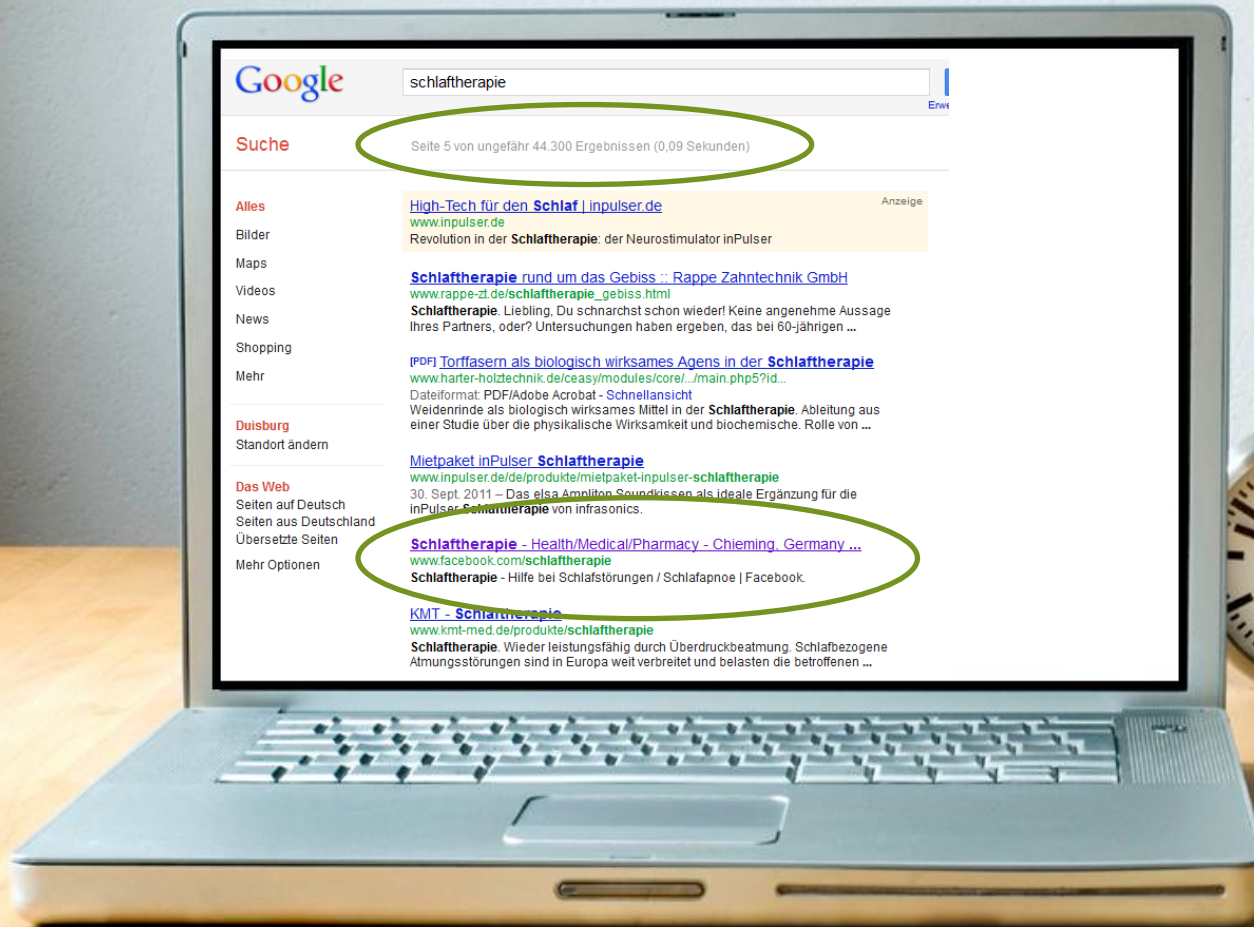 Google
schlaftherapie
Erwe
Suche
Seite 5 von ungefähr 44.300 Ergebnissen (0,09 Sekunden)
Alles
Bilder
Maps
Videos
News
Shopping
Mehr
Duisburg
Standort ändern
Das Web
Seiten auf Deutsch
Seiten aus Deutschland
Übersetzte Seiten
Mehr Optionen
High-Tech für den Schlaf | inpulser.de
Anzeige
www.inpulser.de
Revolution in der Schlaftherapie: der Neurostimulator inPulser
Schlaftherapie rund um das Gebiss :: Rappe Zahntechnik GmbH
www.rappe-zt.de/schlaftherapie_gebiss.html
Schlaftherapie. Liebling, Du schnarchst schon wieder! Keine angenehme Aussage
Ihres Partners, oder? Untersuchungen haben ergeben, das bei 60-jährigen ...
[PDF] Torffasern als biologisch wirksames Agens in der Schlaftherapie
www.harter-holztechnik.de/ceasy/modules/core/.../main.php5?id...
Dateiformat: PDF/Adobe Acrobat - Schnellansicht
Weidenrinde als biologisch wirksames Mittel in der Schlaftherapie. Ableitung aus
einer Studie über die physikalische Wirksamkeit und biochemische. Rolle von ...
Mietpaket inPulser Schlaftherapie
www.inpulser.de/de/produkte/mietpaket-inpulser-schlaftherapie
30. Sept. 2011 – Das elsa Ampliton Soundkissen als ideale Ergänzung für die
inPulser Schlaftherapie von infrasonics.
Schlaftherapie - Health/Medical/Pharmacy - Chieming, Germany ...
www.facebook.com/schlaftherapie
Schlaftherapie - Hilfe bei Schlafstörungen / Schlafapnoe | Facebook.
KMT - Schlaftherapie
www.kmt-med.de/produkte/schlaftherapie
Schlaftherapie. Wieder leistungsfähig durch Überdruckbeatmung. Schlafbezogene
Atmungsstörungen sind in Europa weit verbreitet und belasten die betroffenen ...